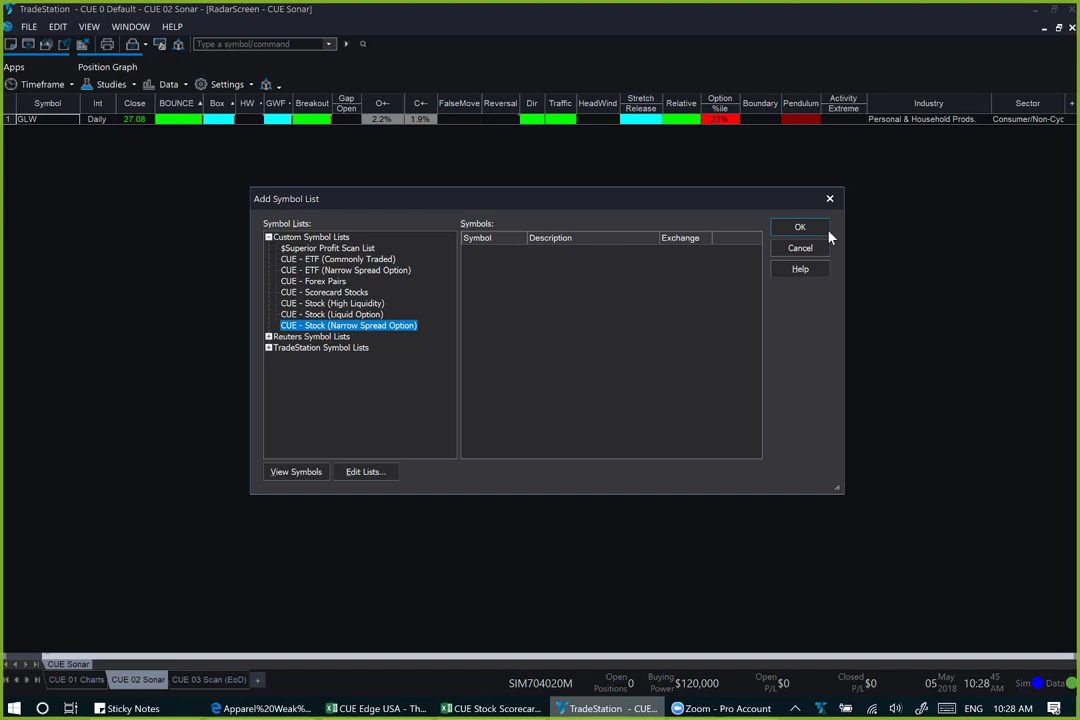 TradeStation - CUE 0 Default - CUE 02 Sonar - [RadarScreen - CUE Sonar]
FILE EDIT VIEW WINDOW HELP
Type a symbol/command
Apps Position Graph
Timeframe Studies Data Settings
Symbol Int Close BOUNCE Box HW GWF Breakout Gap Open O+- C+- FalseMove Reversal Dir Traffic HeadWind Stretch Release Relative Option %ile Boundary Pendulum Activity Extreme Industry Sector +
1 GLW Daily 27.08 2.2% 1.9% 23% Personal & Household Prods. Consumer/Non-Cyc
Add Symbol List
Symbol Lists: Symbols:
OK
Custom Symbol Lists Symbol Description Exchange
$Superior Profit Scan List Cancel
CUE - ETF (Commonly Traded)
CUE - ETF (Narrow Spread Option) Help
CUE - Forex Pairs
CUE - Scorecard Stocks
CUE - Stock (High Liquidity)
CUE - Stock (Liquid Option)
CUE - Stock (Narrow Spread Option)
Reuters Symbol Lists
TradeStation Symbol Lists
View Symbols Edit Lists...
CUE Sonar
CUE 01 Charts CUE 02 Sonar CUE 03 Scan (EoD) + SIM704020M Open Positions 0 Buying Power $120,000 Open P/L $0 Closed P/L $0 05 May 2018 10:28 45 AM Sim Data
Sticky Notes Apparel%20Weak%... CUE Edge USA - Th... CUE Stock Scorecar... TradeStation - CUE... Zoom - Pro Account ENG 10:28 AM